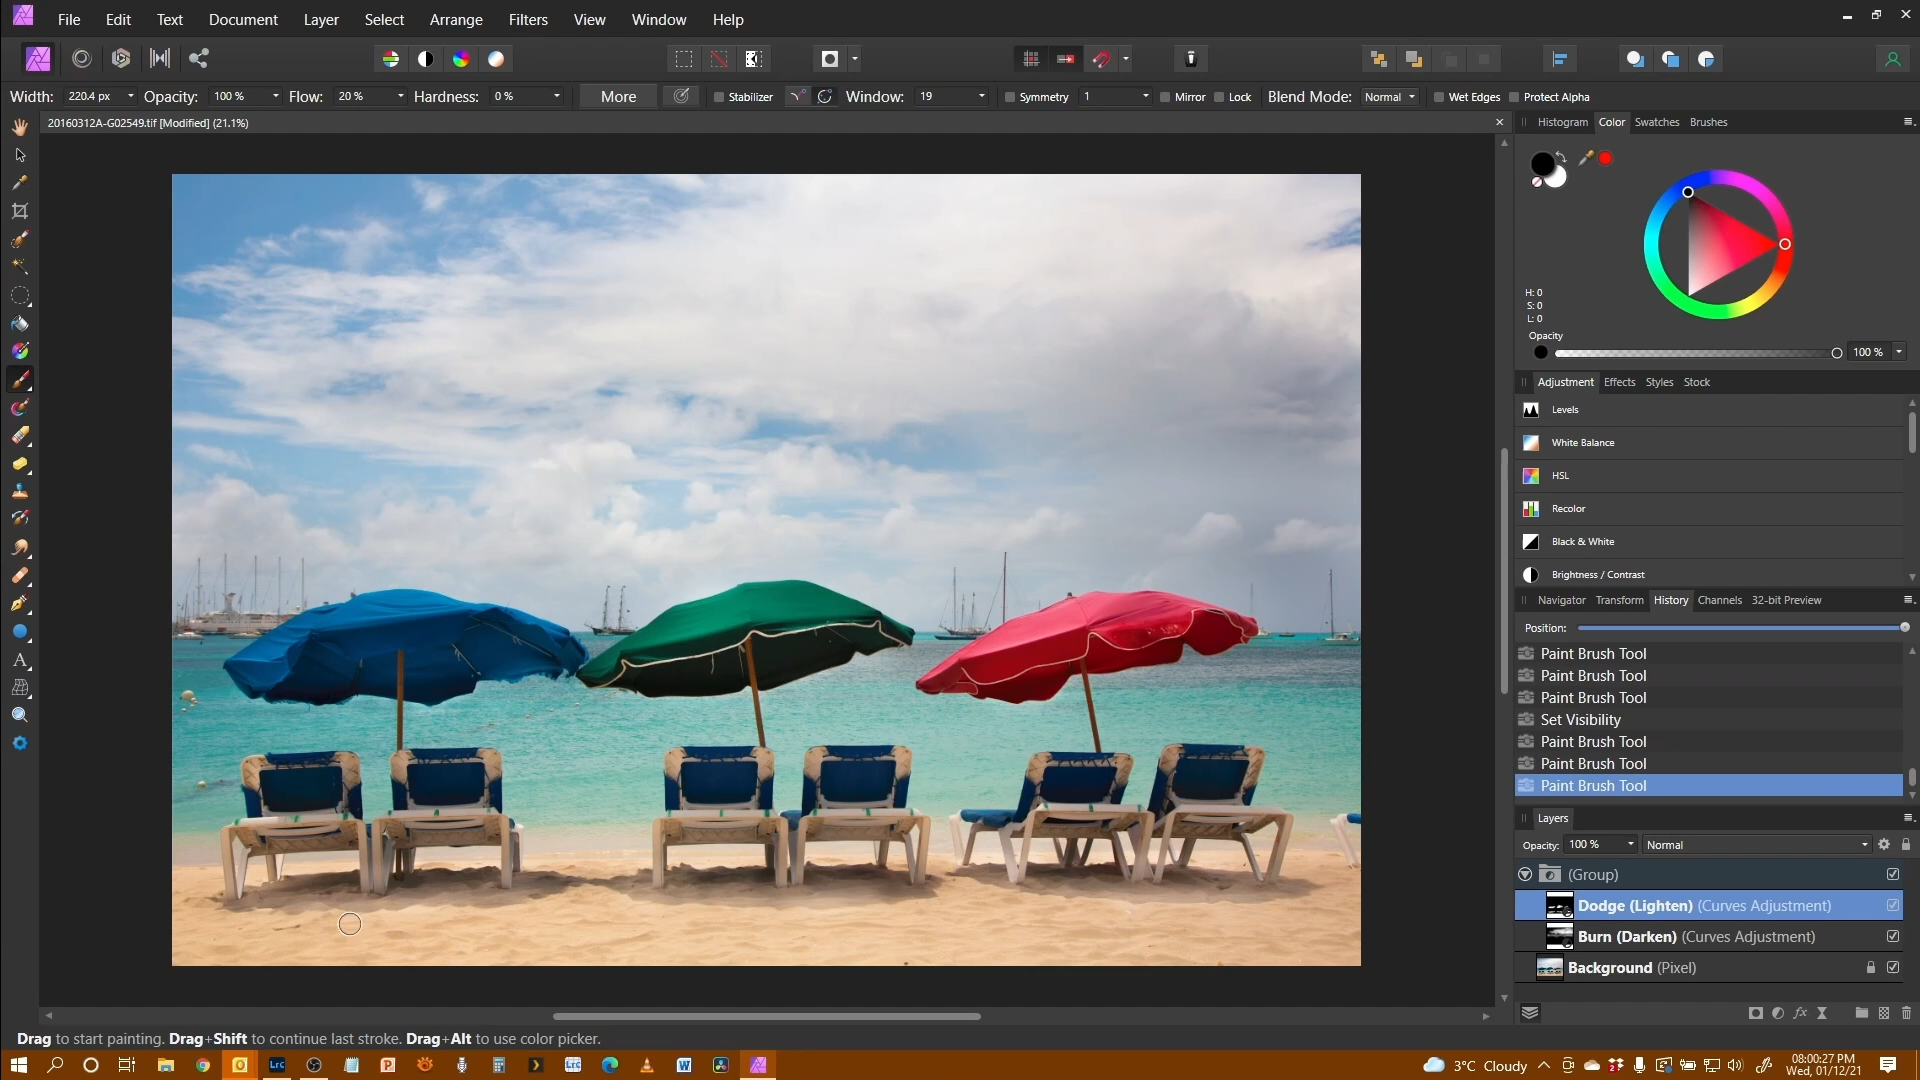 File Edit Text Document Layer Select Arrange Filters View Window Help
Width: 220.4 px Opacity: 100 % Flow: 20 % Hardness: 0 % More Stabilizer Window: 19 Symmetry 1 Mirror Lock Blend Mode: Normal Wet Edges Protect Alpha
20160312A-G02549.tif [Modified] (21.1%)
Histogram Color Swatches Brushes
H: 0
S: 0
L: 0
Opacity
100 %
Adjustment Effects Styles Stock
Levels
White Balance
HSL
Recolor
Black & White
Brightness / Contrast
Navigator Transform History Channels 32-bit Preview
Position:
Paint Brush Tool
Paint Brush Tool
Paint Brush Tool
Set Visibility
Paint Brush Tool
Paint Brush Tool
Paint Brush Tool
Layers
Opacity: 100 % Normal
(Group)
Dodge (Lighten) (Curves Adjustment)
Burn (Darken) (Curves Adjustment)
Background (Pixel)
fx
Drag to start painting. Drag+Shift to continue last stroke. Drag+Alt to use color picker.
Lrc
Lrc
3°C Cloudy
08:00:27 PM
Wed, 01/12/21